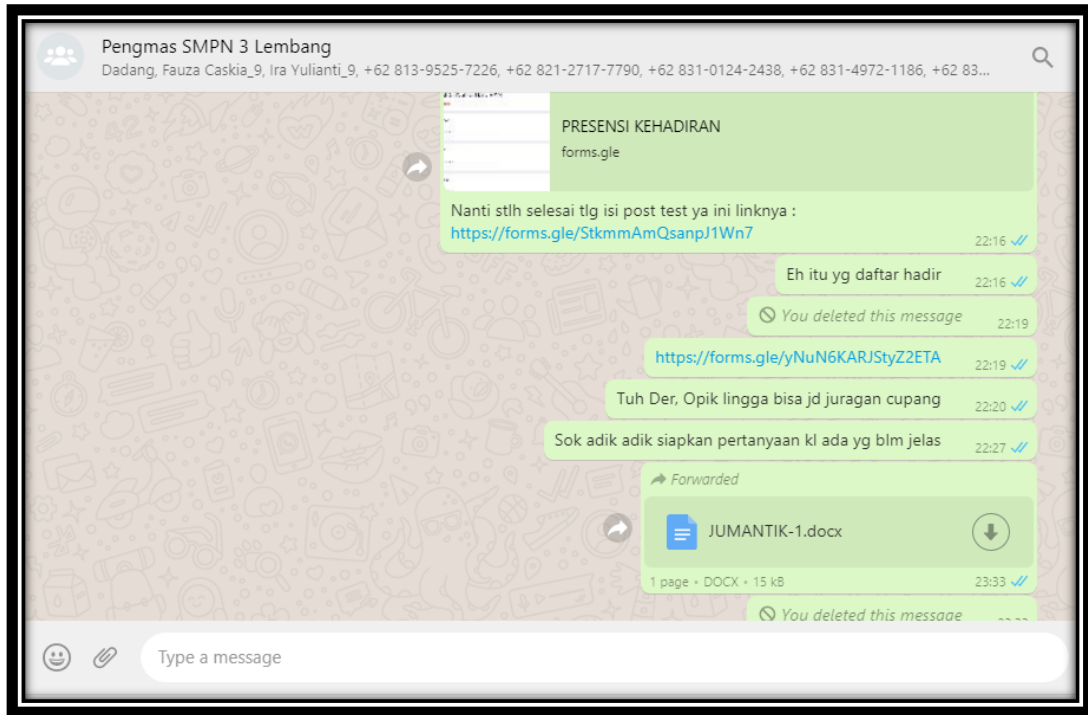 Pengmas SMPN 3 Lembang
Dadang, Fauza Caskia_9, Ira Yulianti_9, +62 813-9525-7226, +62 821-2717-7790, +62 831-0124-2438, +62 831-4972-1186, +62 83...
PRESENSI KEHADIRAN
forms.gle
Nanti stlh selesai tlg isi post test ya ini linknya :
https://forms.gle/StkmmAmQsanpJ1Wn7
22:16
Eh itu yg daftar hadir 22:16
You deleted this message 22:19
https://forms.gle/yNuN6KARJStyZ2ETA 22:19
Tuh Der, Opik lingga bisa jd juragan cupang 22:20
Sok adik adik siapkan pertanyaan kl ada yg blm jelas 22:27
Forwarded
JUMANTIK-1.docx
1 page • DOCX • 15 kB 23:33
You deleted this message
Type a message